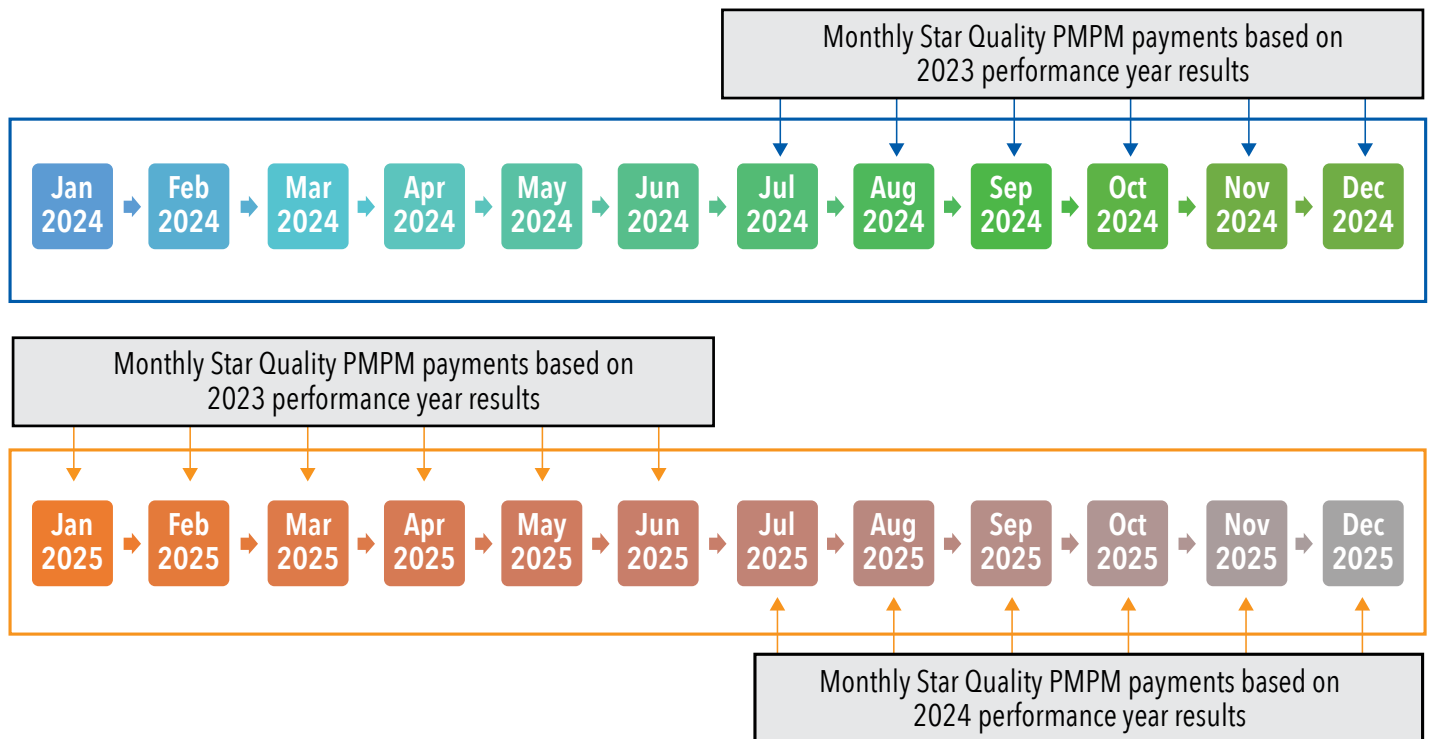 Monthly Star Quality PMPM payments based on
2023 performance year results
Jan
2024
Feb
2024
Mar
2024
Apr
2024
May
2024
Jun
2024
Jul
2024
Aug
2024
Sep
2024
Oct
2024
Nov
2024
Dec
2024
Monthly Star Quality PMPM payments based on
2023 performance year results
Jan
2025
Feb
2025
Mar
2025
Apr
2025
May
2025
Jun
2025
Jul
2025
Aug
2025
Sep
2025
Oct
2025
Nov
2025
Dec
2025
Monthly Star Quality PMPM payments based on
2024 performance year results